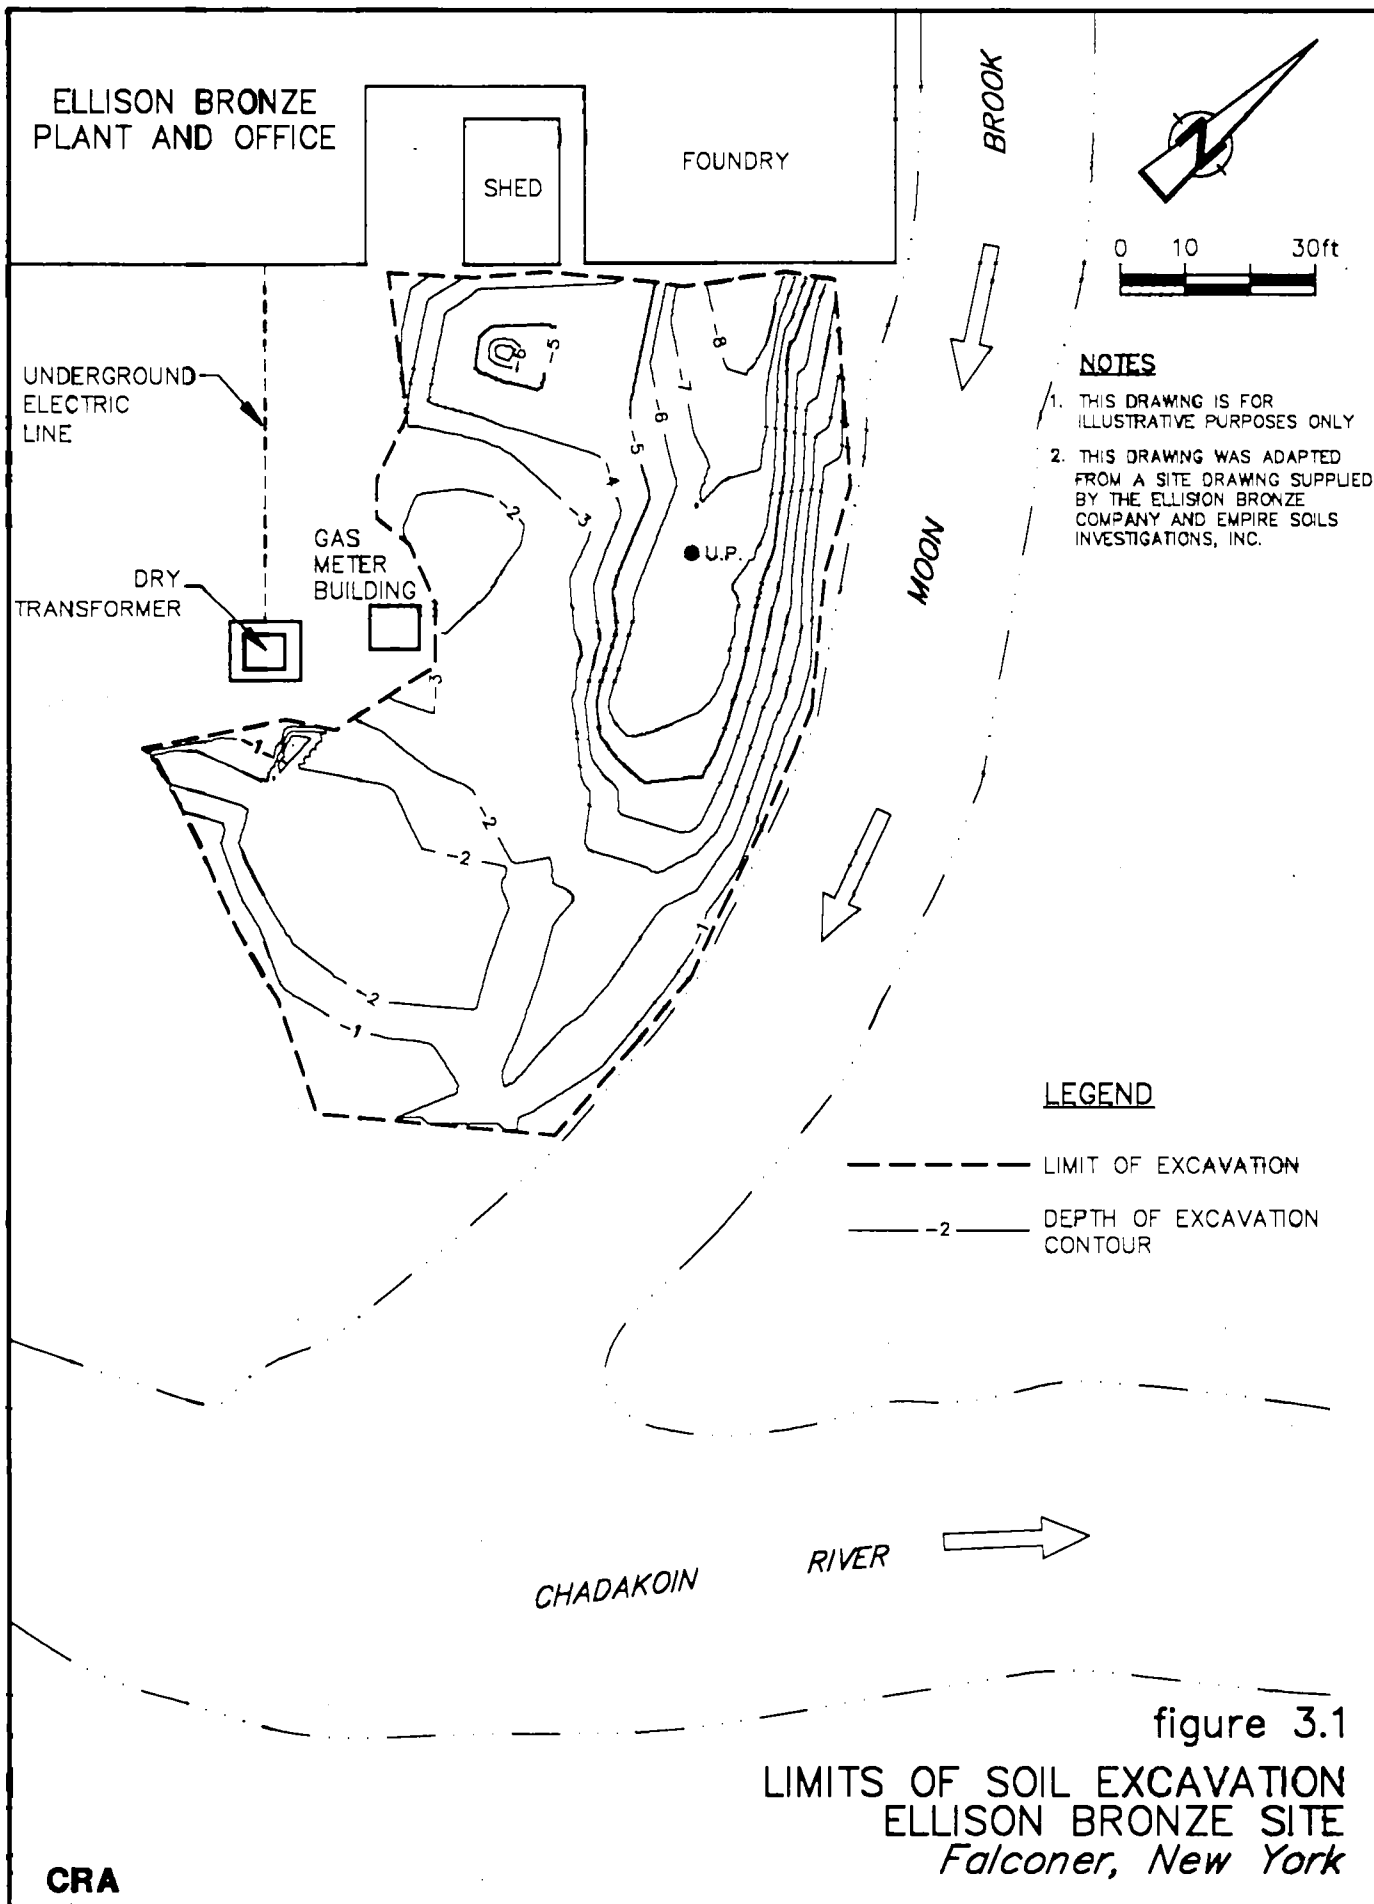 ELLISON BRONZE
PLANT AND OFFICE
SHED
FOUNDRY
BROOK
N
0 10 30ft
NOTES
1. THIS DRAWING IS FOR
ILLUSTRATIVE PURPOSES ONLY
2. THIS DRAWING WAS ADAPTED
FROM A SITE DRAWING SUPPLIED
BY THE ELLISION BRONZE
COMPANY AND EMPIRE SOILS
INVESTIGATIONS, INC.
UNDERGROUND
ELECTRIC
LINE
-6
-5
-8
-7
-6
-5
-4
-3
-2
U.P.
MOON
GAS
METER
BUILDING
DRY
TRANSFORMER
-3
-1
-2
-2
-1
-2
-1
LEGEND
LIMIT OF EXCAVATION
-2 DEPTH OF EXCAVATION
CONTOUR
CHADAKOIN RIVER
figure 3.1
LIMITS OF SOIL EXCAVATION
ELLISON BRONZE SITE
Falconer, New York
CRA